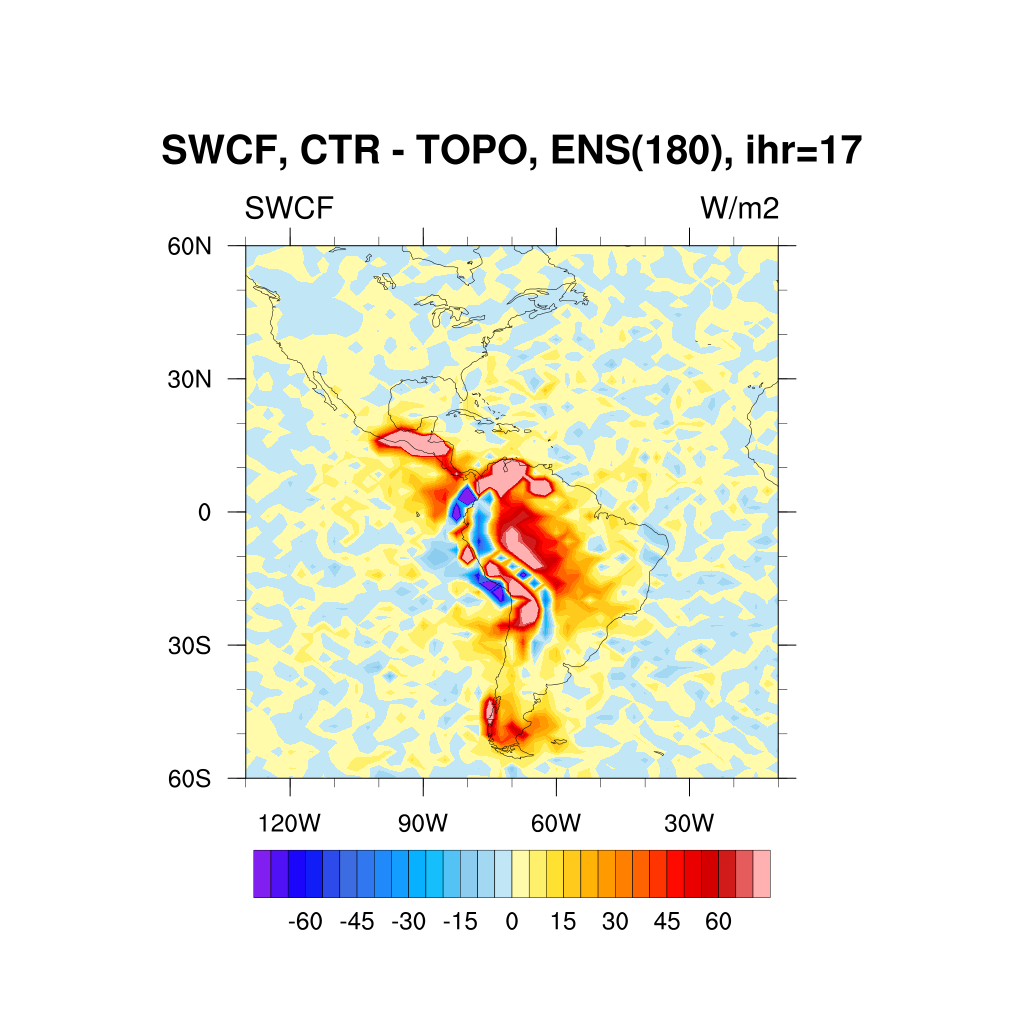 SWCF, CTR - TOPO, ENS(180), ihr=17
SWCF W/m2
60N
30N
0
30S
60S
120W 90W 60W 30W
-60 -45 -30 -15 0 15 30 45 60